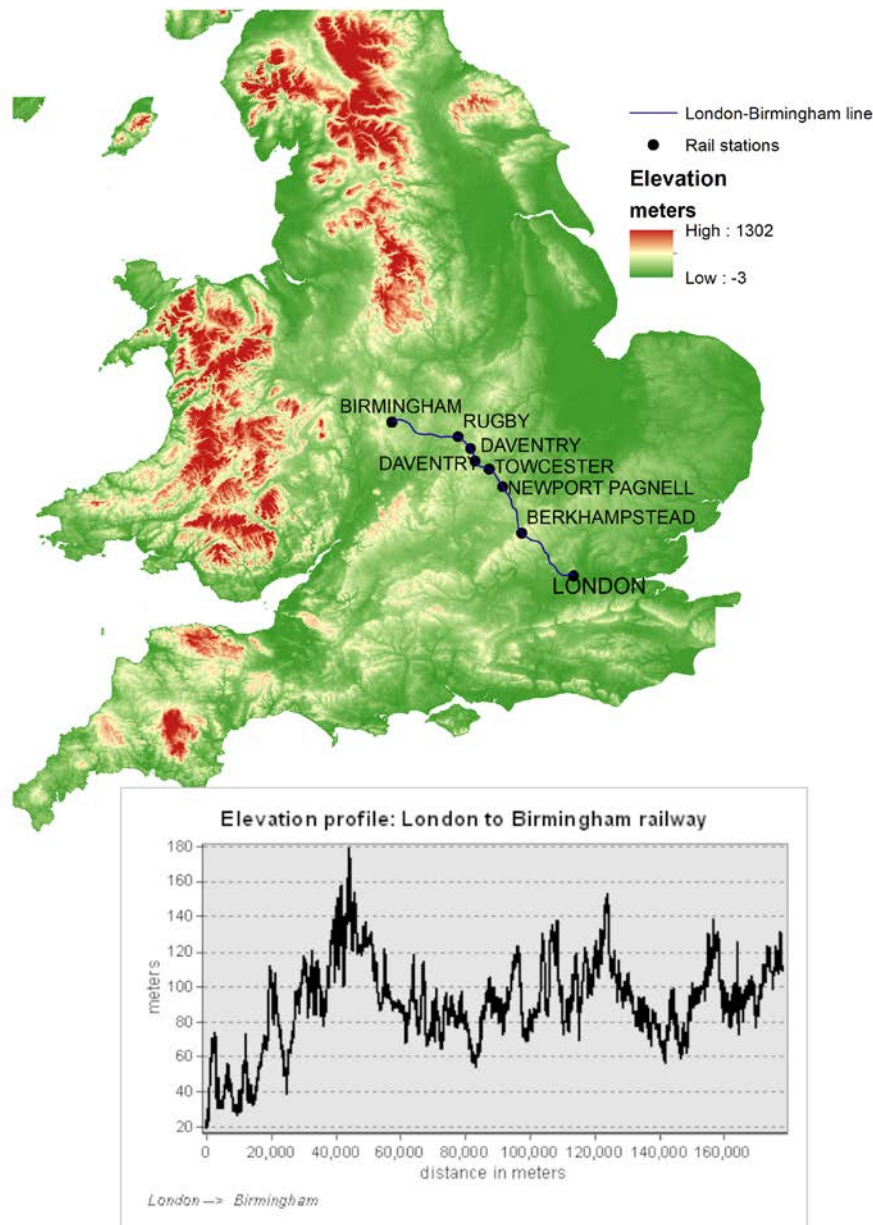 London-Birmingham line
Rail stations
Elevation
meters
High : 1302
Low : -3
BIRMINGHAM
RUGBY
DAVENTRY
DAVENTRY
TOWCESTER
NEWPORT PAGNELL
BERKHAMPSTEAD
LONDON
Elevation profile: London to Birmingham railway
180
160
140
120
100
80
60
40
20
meters
0 20,000 40,000 60,000 80,000 100,000 120,000 140,000 160,000
distance in meters
London —> Birmingham